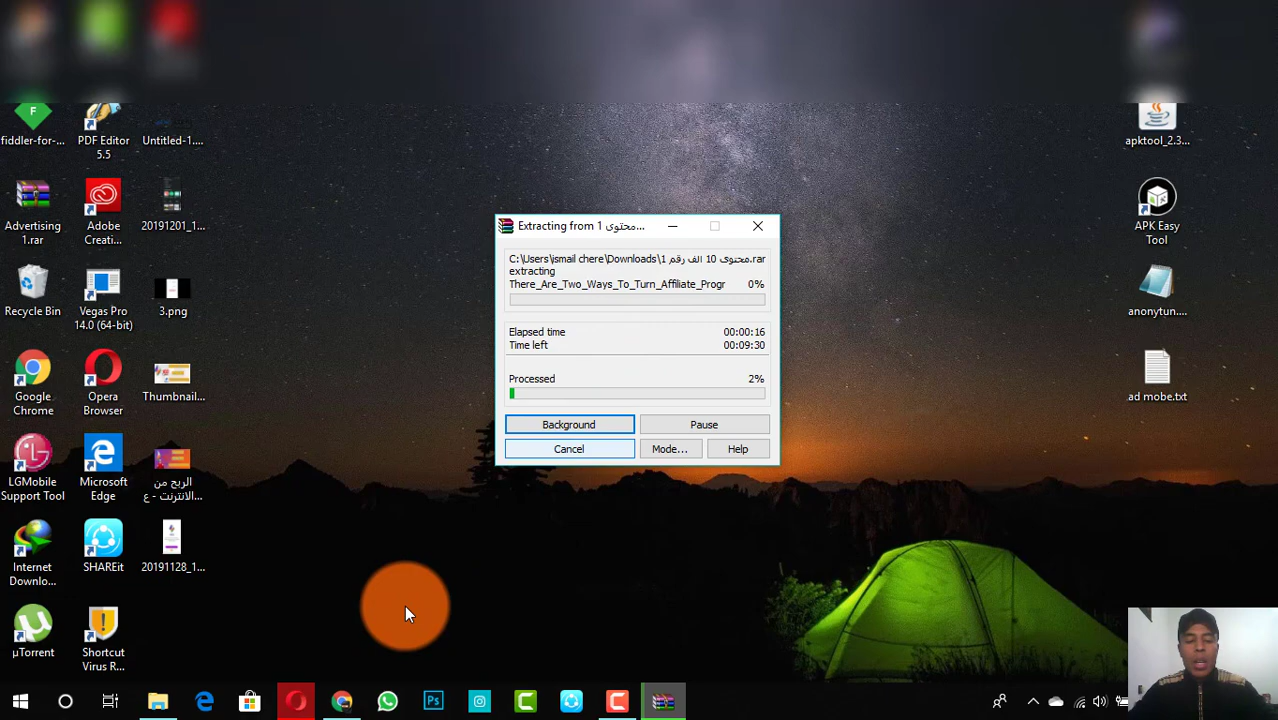 fiddler-for-...
PDF Editor
5.5
Untitled-1....
apktool_2.3...
Advertising
1.rar
Adobe
Creati...
20191201_1...
APK Easy
Tool
Recycle Bin
Vegas Pro
14.0 (64-bit)
3.png
anonytun....
Google
Chrome
Opera
Browser
Thumbnail...
ad mobe.txt
LGMobile
Support Tool
Microsoft
Edge
الربح من
الانترنت - ع...
Internet
Downlo...
SHAREit
20191128_1...
µTorrent
Shortcut
Virus R...
Extracting from محتوى 1...
C:\Users\ismail chere\Downloads\محتوى 10 الف رقم 1.rar
extracting
There_Are_Two_Ways_To_Turn_Affiliate_Progr 0%
Elapsed time 00:00:16
Time left 00:09:30
Processed 2%
Background Pause
Cancel Mode... Help
Ps